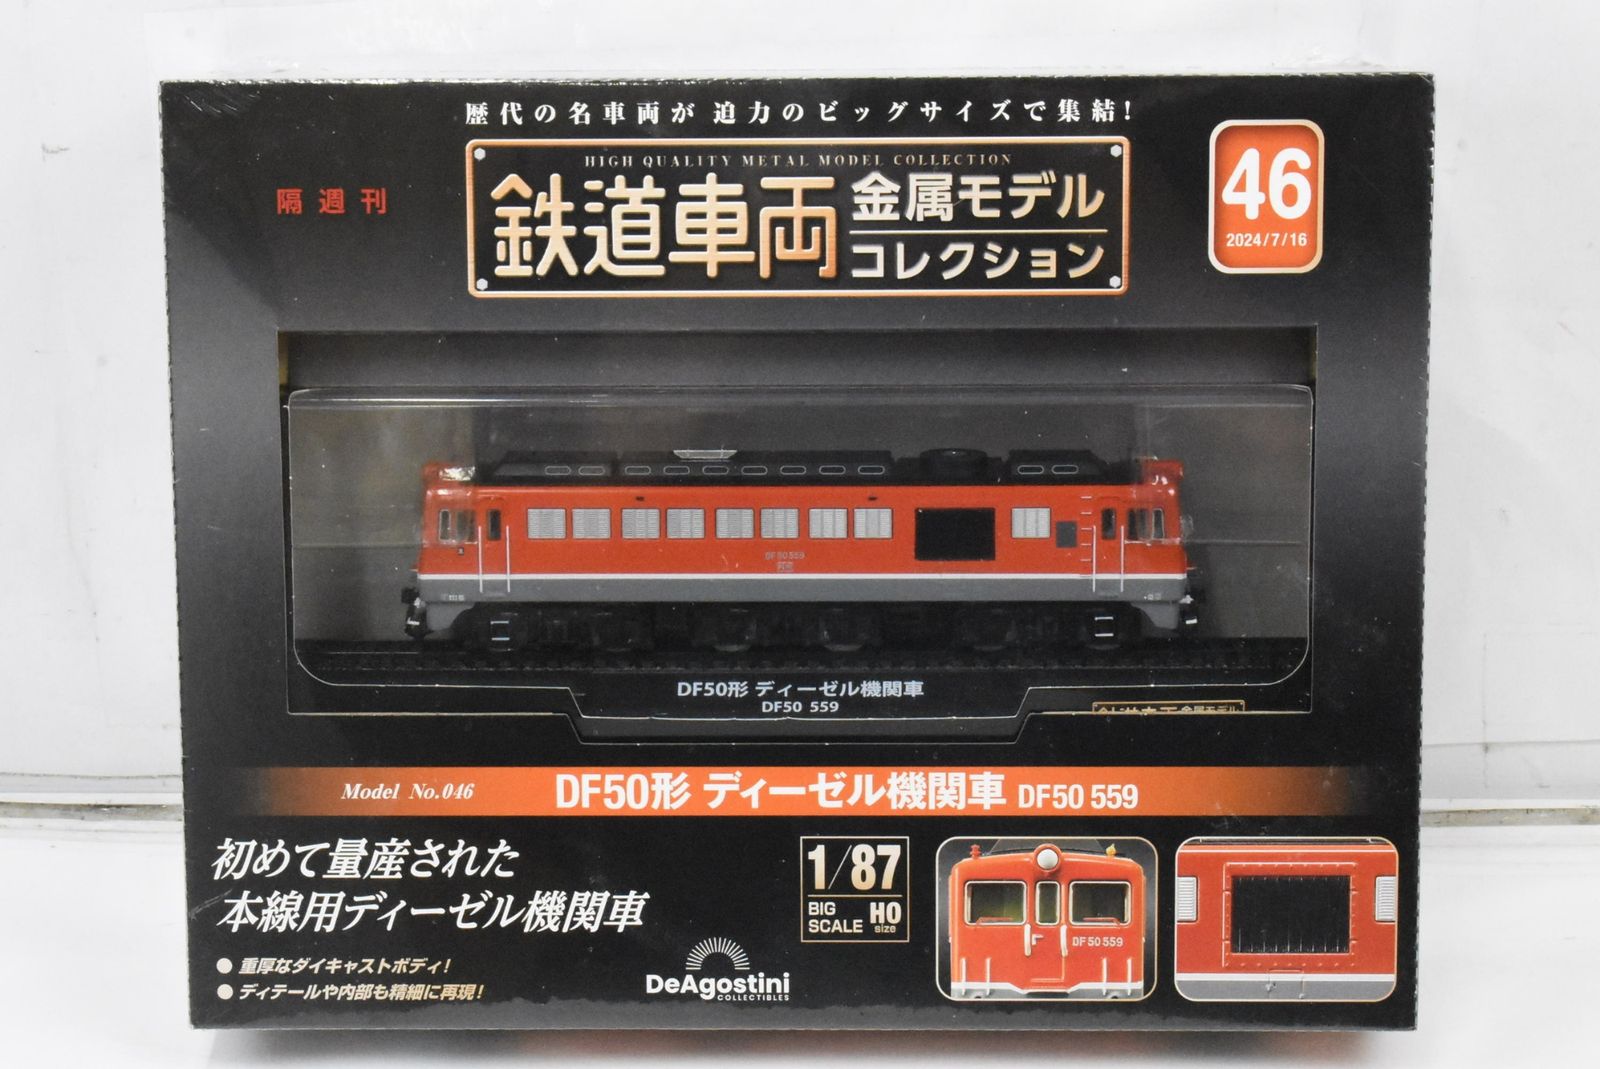 歴代の名車両が 迫力のビッグサイズで集結!
HIGH QUALITY METAL MODEL COLLECTION
隔週刊
鉄道車両 金属モデル
コレクション
46
2024/7/16
DF50 559
DF50形 ディーゼル機関車
DF50 559
Model No.046
DF50形 ディーゼル機関車 DF50 559
初めて量産された
本線用ディーゼル機関車
● 重厚なダイキャストボディ!
● ディテールや内部も精細に再現!
DeAgostini
COLLECTIBLES
1/87
BIG SCALE HO size
DF50 559